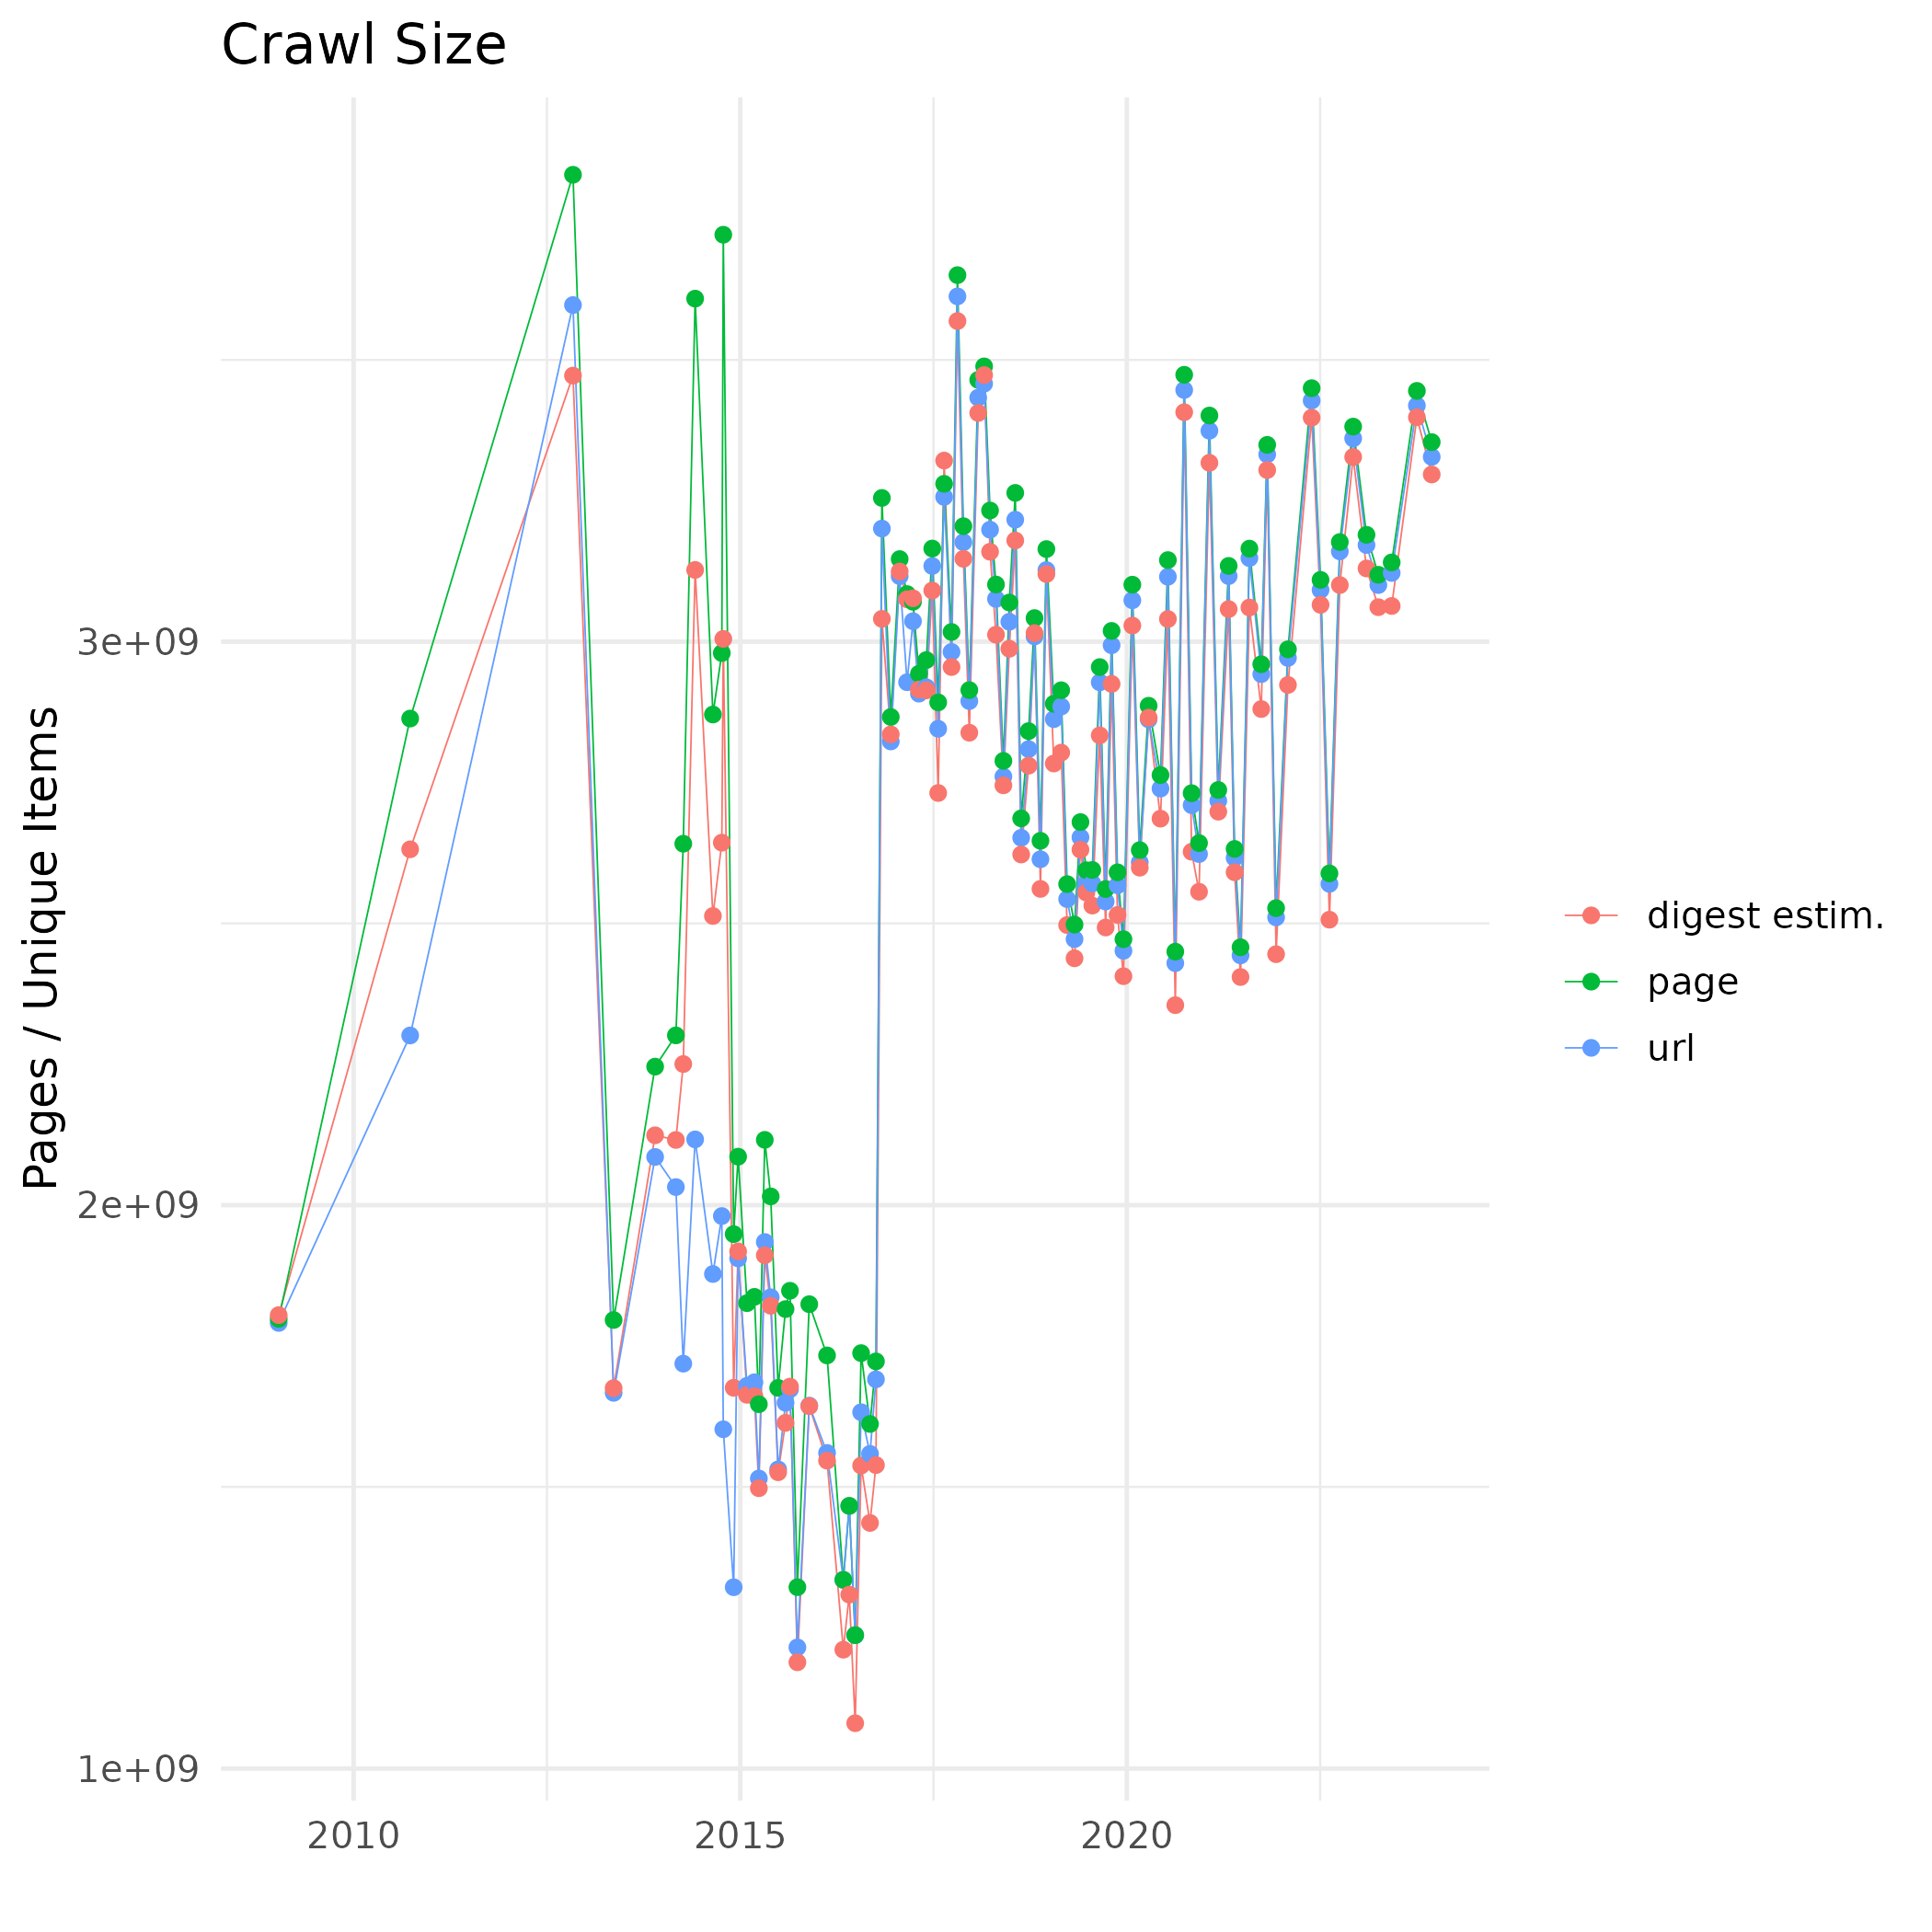 Crawl Size
Pages / Unique Items
3e+09
2e+09
1e+09
2010
2015
2020
digest estim.
page
url